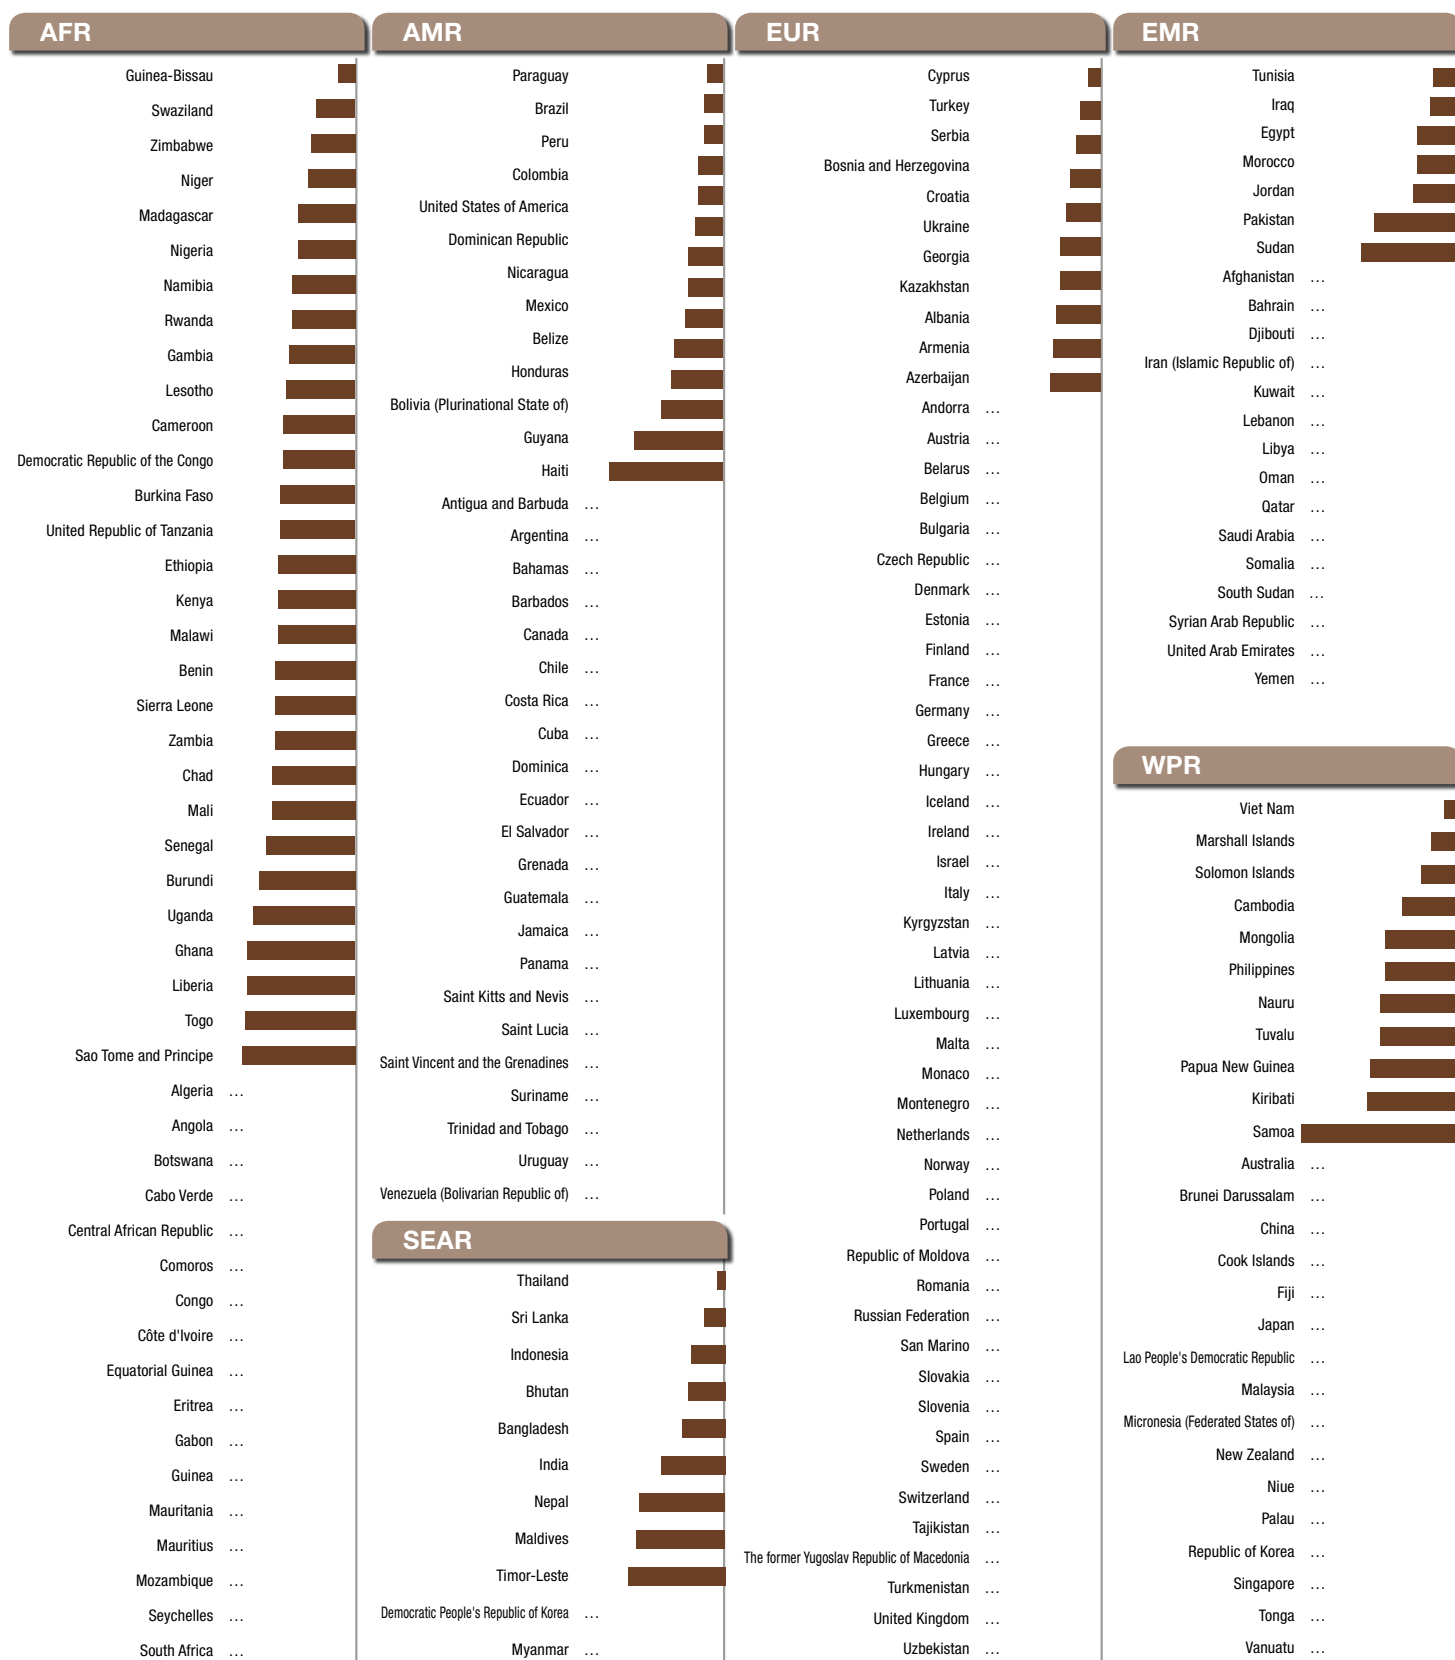 AFR
Guinea-Bissau
Swaziland
Zimbabwe
Niger
Madagascar
Nigeria
Namibia
Rwanda
Gambia
Lesotho
Cameroon
Democratic Republic of the Congo
Burkina Faso
United Republic of Tanzania
Ethiopia
Kenya
Malawi
Benin
Sierra Leone
Zambia
Chad
Mali
Senegal
Burundi
Uganda
Ghana
Liberia
Togo
Sao Tome and Principe
Algeria ...
Angola ...
Botswana ...
Cabo Verde ...
Central African Republic ...
Comoros ...
Congo ...
Côte d'Ivoire ...
Equatorial Guinea ...
Eritrea ...
Gabon ...
Guinea ...
Mauritania ...
Mauritius ...
Mozambique ...
Seychelles ...
South Africa ...
AMR
Paraguay
Brazil
Peru
Colombia
United States of America
Dominican Republic
Nicaragua
Mexico
Belize
Honduras
Bolivia (Plurinational State of)
Guyana
Haiti
Antigua and Barbuda ...
Argentina ...
Bahamas ...
Barbados ...
Canada ...
Chile ...
Costa Rica ...
Cuba ...
Dominica ...
Ecuador ...
El Salvador ...
Grenada ...
Guatemala ...
Jamaica ...
Panama ...
Saint Kitts and Nevis ...
Saint Lucia ...
Saint Vincent and the Grenadines ...
Suriname ...
Trinidad and Tobago ...
Uruguay ...
Venezuela (Bolivarian Republic of) ...
SEAR
Thailand
Sri Lanka
Indonesia
Bhutan
Bangladesh
India
Nepal
Maldives
Timor-Leste
Democratic People's Republic of Korea ...
Myanmar ...
EUR
Cyprus
Turkey
Serbia
Bosnia and Herzegovina
Croatia
Ukraine
Georgia
Kazakhstan
Albania
Armenia
Azerbaijan
Andorra ...
Austria ...
Belarus ...
Belgium ...
Bulgaria ...
Czech Republic ...
Denmark ...
Estonia ...
Finland ...
France ...
Germany ...
Greece ...
Hungary ...
Iceland ...
Ireland ...
Israel ...
Italy ...
Kyrgyzstan ...
Latvia ...
Lithuania ...
Luxembourg ...
Malta ...
Monaco ...
Montenegro ...
Netherlands ...
Norway ...
Poland ...
Portugal ...
Republic of Moldova ...
Romania ...
Russian Federation ...
San Marino ...
Slovakia ...
Slovenia ...
Spain ...
Sweden ...
Switzerland ...
Tajikistan ...
The former Yugoslav Republic of Macedonia ...
Turkmenistan ...
United Kingdom ...
Uzbekistan ...
EMR
Tunisia
Iraq
Egypt
Morocco
Jordan
Pakistan
Sudan
Afghanistan ...
Bahrain ...
Djibouti ...
Iran (Islamic Republic of) ...
Kuwait ...
Lebanon ...
Libya ...
Oman ...
Qatar ...
Saudi Arabia ...
Somalia ...
South Sudan ...
Syrian Arab Republic ...
United Arab Emirates ...
Yemen ...
WPR
Viet Nam
Marshall Islands
Solomon Islands
Cambodia
Mongolia
Philippines
Nauru
Tuvalu
Papua New Guinea
Kiribati
Samoa
Australia ...
Brunei Darussalam ...
China ...
Cook Islands ...
Fiji ...
Japan ...
Lao People's Democratic Republic ...
Malaysia ...
Micronesia (Federated States of) ...
New Zealand ...
Niue ...
Palau ...
Republic of Korea ...
Singapore ...
Tonga ...
Vanuatu ...